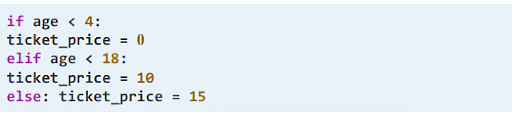 if age < 4:
ticket_price = 0
elif age < 18:
ticket_price = 10
else: ticket_price = 15